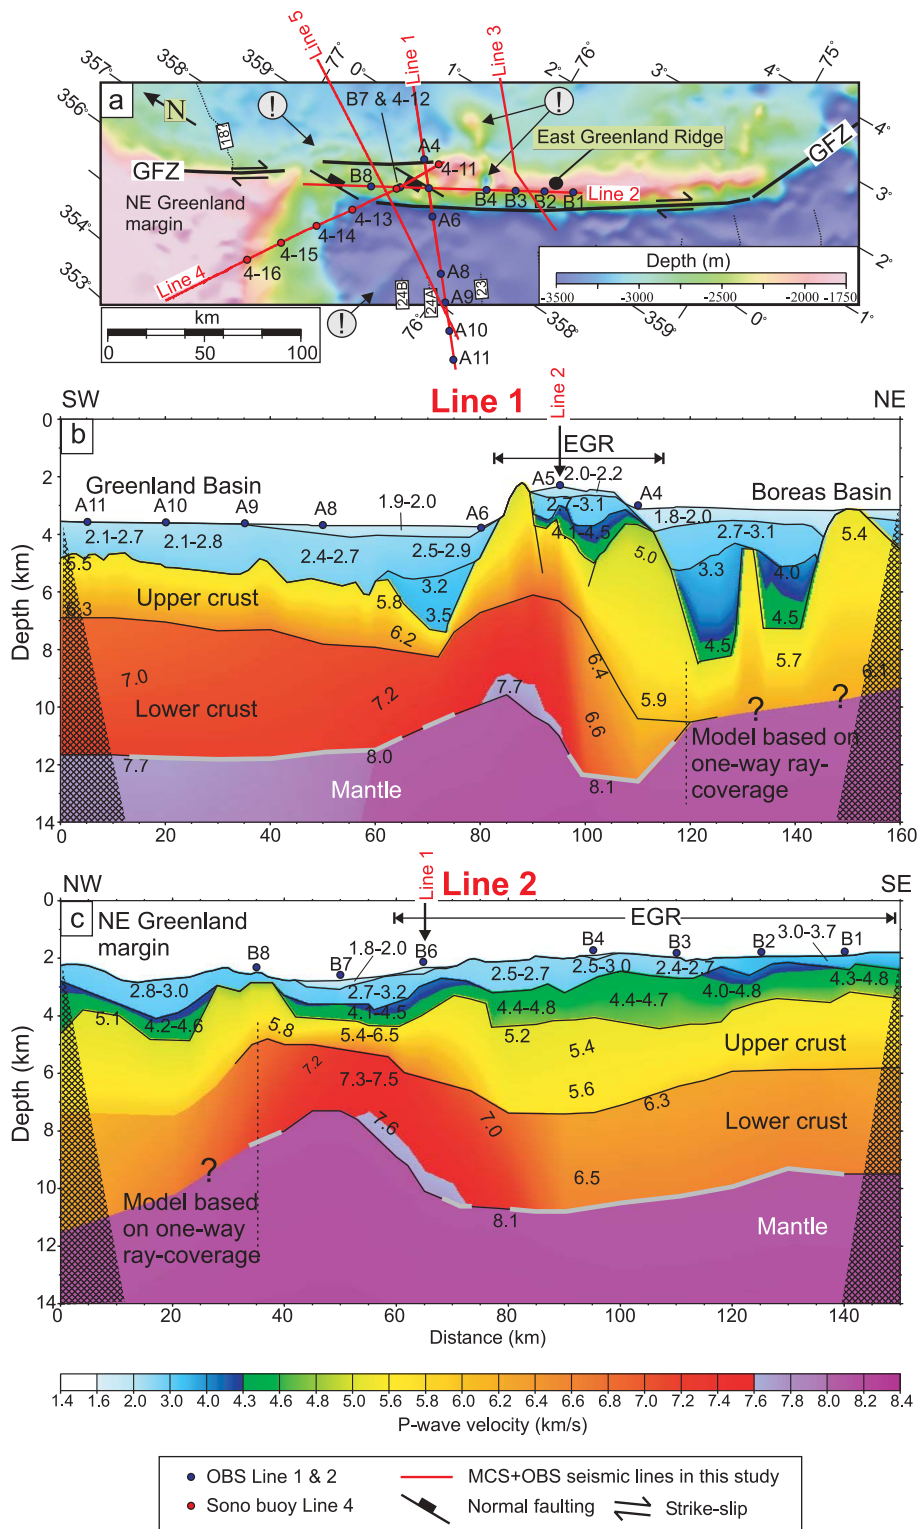 Line 5
Line 1
Line 3
357°
358°
359°
77°
0°
1°
2°
76°
3°
4°
75°
a
N
!
B7 & 4-12
!
356°
18?
A4
4-11
East Greenland Ridge
GFZ
GFZ
4°
B8
B4
B3
B2
B1
Line 2
3°
NE Greenland
margin
4-13
A6
354°
4-14
4-15
4-16
Line 4
Depth (m)
2°
-3500
-3000
-2500
-2000
-1750
A8
24B
24A
23
A9
353°
!
km
0
50
100
76°
A10
A11
358°
359°
0°
1°
SW
Line 1
Line 2
NE
b
EGR
Greenland Basin
A5
2.0-2.2
Boreas Basin
A11
A10
A9
A8
1.9-2.0
A6
2.7-3.1
A4
1.8-2.0
2.1-2.7
2.1-2.8
2.4-2.7
2.5-2.9
4.1-4.5
2.7-3.1
5.4
5.5
3.2
5.0
3.3
4.0
Upper crust
5.8
3.5
4.5
6.3
6.2
4.5
5.7
7.0
7.2
6.4
6.1
Lower crust
7.7
5.9
6.6
?
?
7.7
8.0
Mantle
8.1
Model based on
one-way ray-
coverage
Depth (km)
0
2
4
6
8
10
12
14
0
20
40
60
80
100
120
140
160
NW
Line 1
Line 2
SE
c
NE Greenland
margin
EGR
B8
B7
1.8-2.0
B6
B4
B3
B2
3.0-3.7
B1
2.8-3.0
2.7-3.2
2.5-2.7
2.5-3.0
2.4-2.7
4.0-4.8
4.3-4.8
5.1
4.2-4.6
4.1-4.5
4.4-4.8
4.4-4.7
5.8
5.4-6.5
5.2
5.4
Upper crust
7.2
7.3-7.5
5.6
6.3
7.6
7.0
Lower crust
?
6.5
Model based
on one-way
ray-coverage
8.1
Mantle
Depth (km)
0
2
4
6
8
10
12
14
0
20
40
60
80
100
120
140
Distance (km)
1.4 1.6 2.0 3.0 4.0 4.3 4.6 4.8 5.0 5.6 5.8 6.0 6.2 6.4 6.6 6.8 7.0 7.2 7.4 7.6 7.8 8.0 8.2 8.4
P-wave velocity (km/s)
OBS Line 1 & 2
MCS+OBS seismic lines in this study
Sono buoy Line 4
Normal faulting
Strike-slip